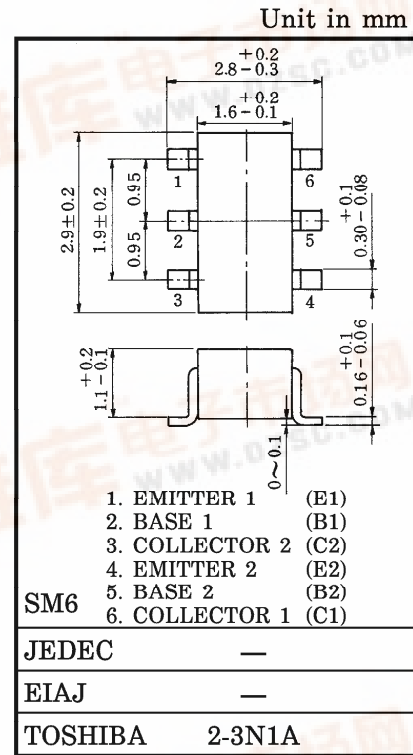 Unit in mm
+0.2
2.8-0.3
+0.2
1.6-0.1
2.9±0.2
1.9±0.2
0.95
0.95
1
2
3
6
5
4
+0.1
0.30-0.08
+0.2
1.1-0.1
+0.1
0.16-0.06
0~0.1
1. EMITTER 1 (E1)
2. BASE 1 (B1)
3. COLLECTOR 2 (C2)
4. EMITTER 2 (E2)
5. BASE 2 (B2)
6. COLLECTOR 1 (C1)
SM6
JEDEC —
EIAJ —
TOSHIBA 2-3N1A